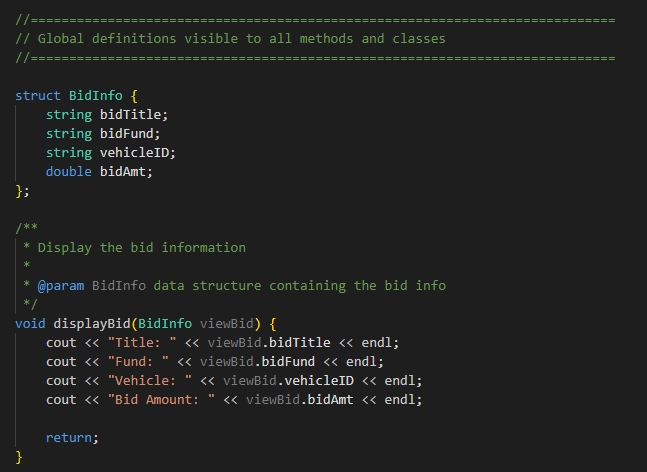 //============================================================================
// Global definitions visible to all methods and classes
//============================================================================
struct BidInfo {
string bidTitle;
string bidFund;
string vehicleID;
double bidAmt;
};
/**
* Display the bid information
*
* @param BidInfo data structure containing the bid info
*/
void displayBid(BidInfo viewBid) {
cout << "Title: " << viewBid.bidTitle << endl;
cout << "Fund: " << viewBid.bidFund << endl;
cout << "Vehicle: " << viewBid.vehicleID << endl;
cout << "Bid Amount: " << viewBid.bidAmt << endl;
return;
}